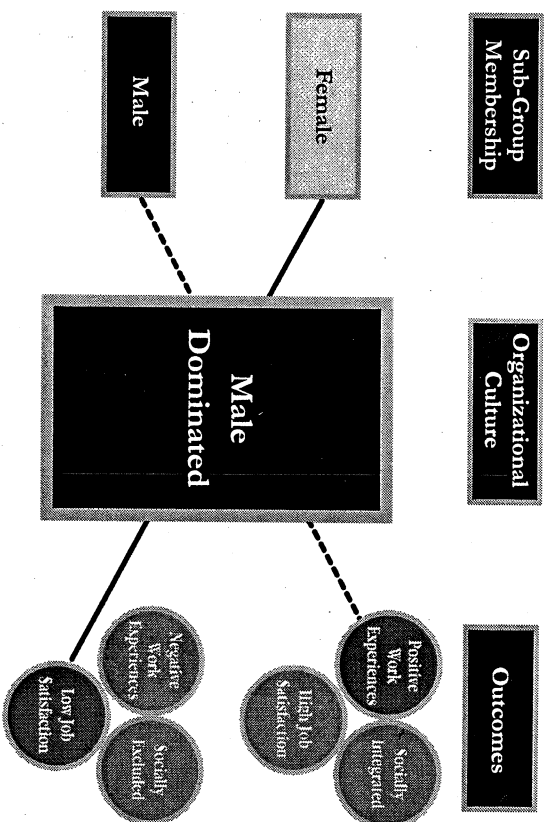 Sub-Group
Membership
Organizational
Culture
Outcomes
Female
Male
Male
Dominated
Positive
Work
Experiences
Socially
Integrated
High Job
Satisfaction
Negative
Work
Experiences
Socially
Excluded
Low Job
Satisfaction